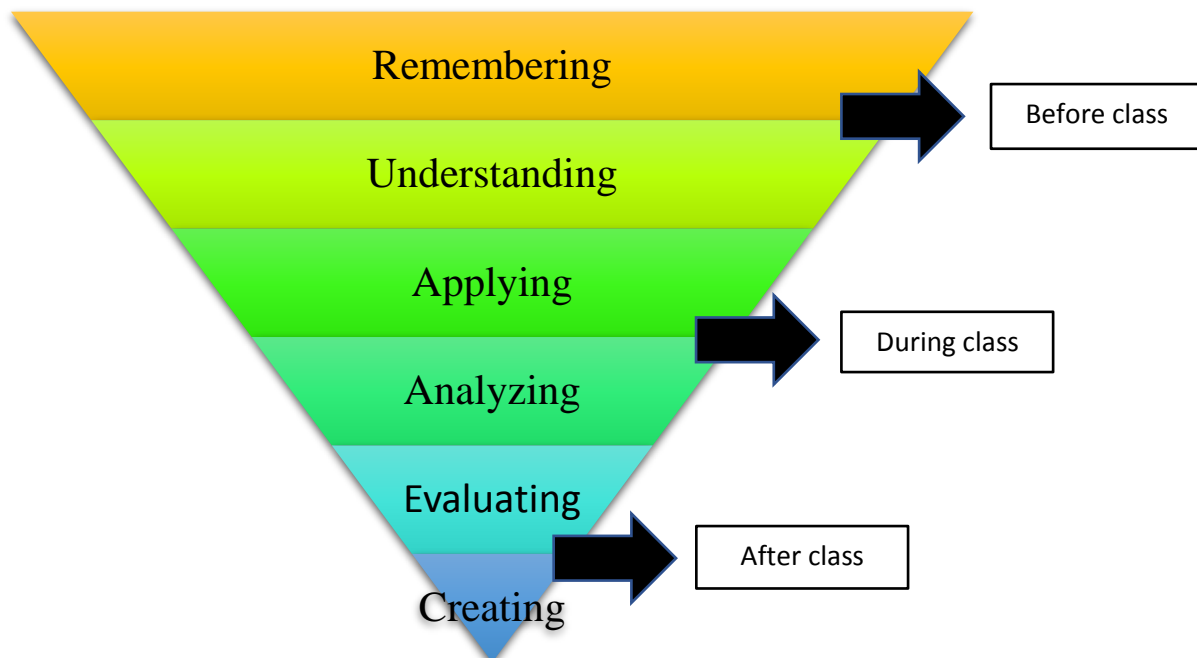 Remembering
Before class
Understanding
Applying
During class
Analyzing
Evaluating
After class
Creating